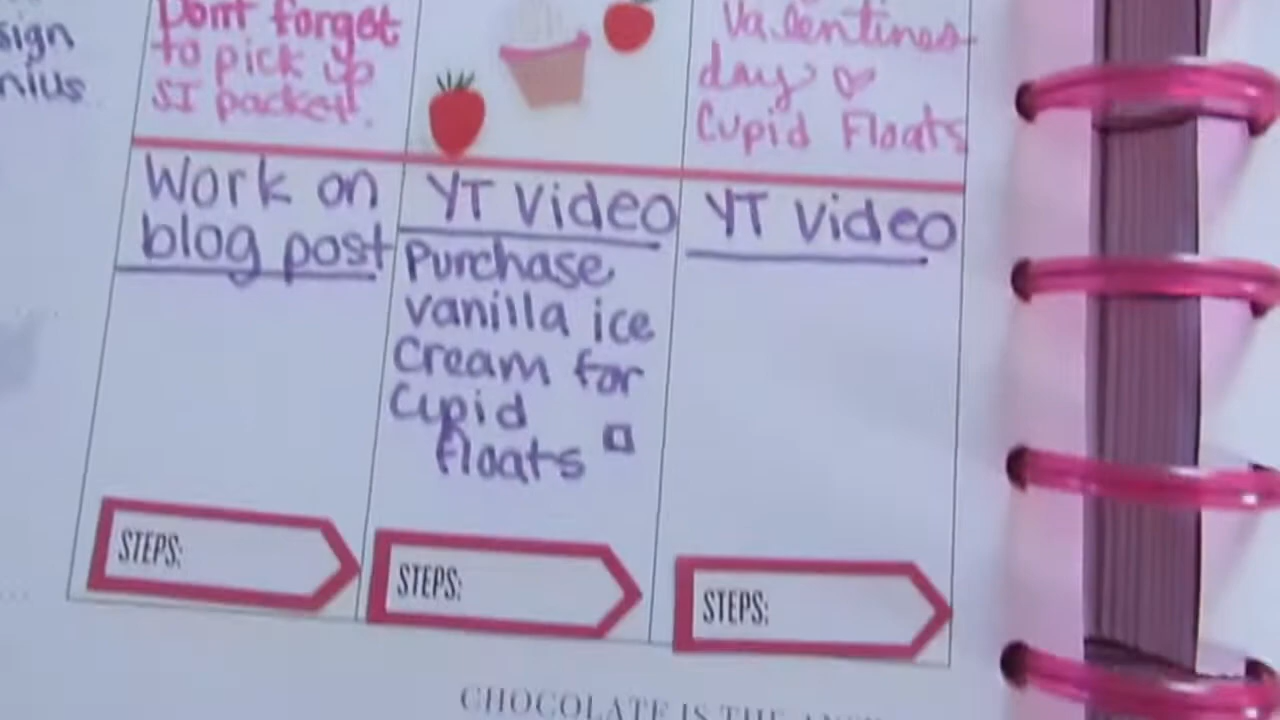 sign
nius
Dont forget
to pick up
SI packet.
Valentines
day
Cupid Floats
Work on
blog post
YT Video
Purchase
vanilla ice
cream for
Cupid
floats
YT Video
STEPS:
STEPS:
STEPS:
CHOCOLATE IS THE